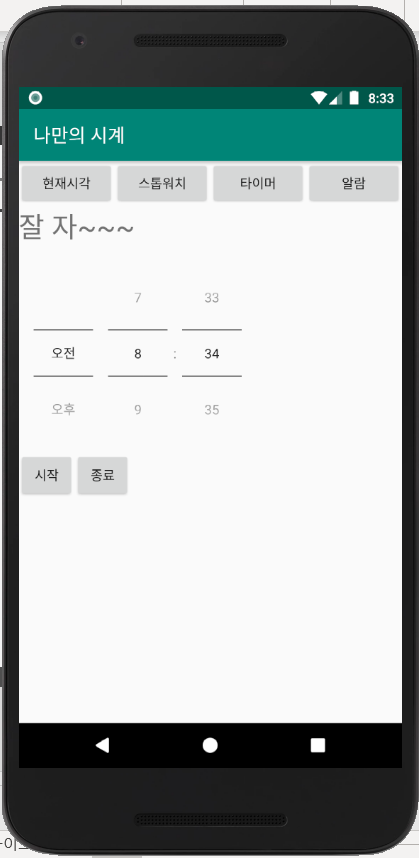 8:33
나만의 시계
현재시각 스톱워치 타이머 알람
잘 자~~~
7 33
오전 8 : 34
오후 9 35
시작 종료